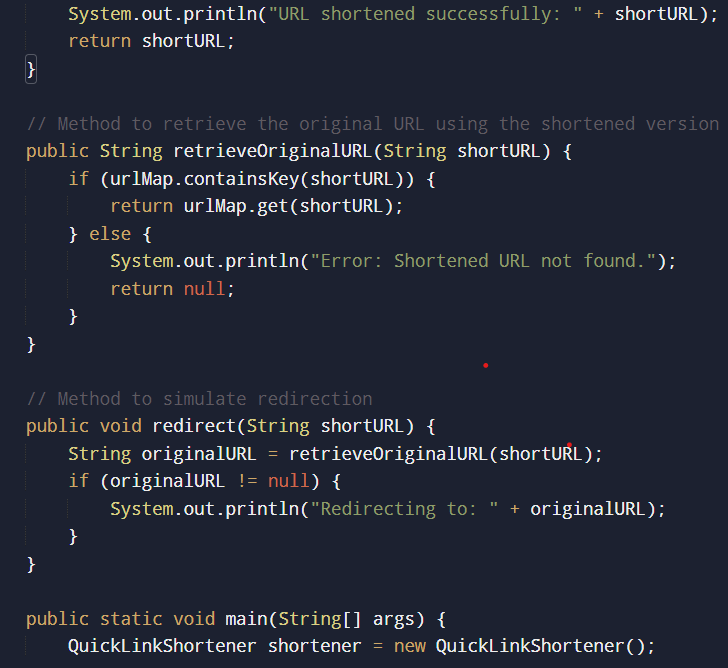 System.out.println("URL shortened successfully: " + shortURL);
return shortURL;
}
// Method to retrieve the original URL using the shortened version
public String retrieveOriginalURL(String shortURL) {
if (urlMap.containsKey(shortURL)) {
return urlMap.get(shortURL);
} else {
System.out.println("Error: Shortened URL not found.");
return null;
}
}
// Method to simulate redirection
public void redirect(String shortURL) {
String originalURL = retrieveOriginalURL(shortURL);
if (originalURL != null) {
System.out.println("Redirecting to: " + originalURL);
}
}
public static void main(String[] args) {
QuickLinkShortener shortener = new QuickLinkShortener();